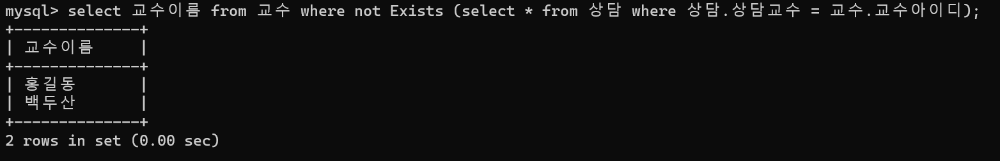 mysql> select 교수이름 from 교수 where not Exists (select * from 상담 where 상담.상담교수 = 교수.교수아이디);
+--------------+
| 교수이름     |
+--------------+
| 홍길동       |
| 백두산       |
+--------------+
2 rows in set (0.00 sec)